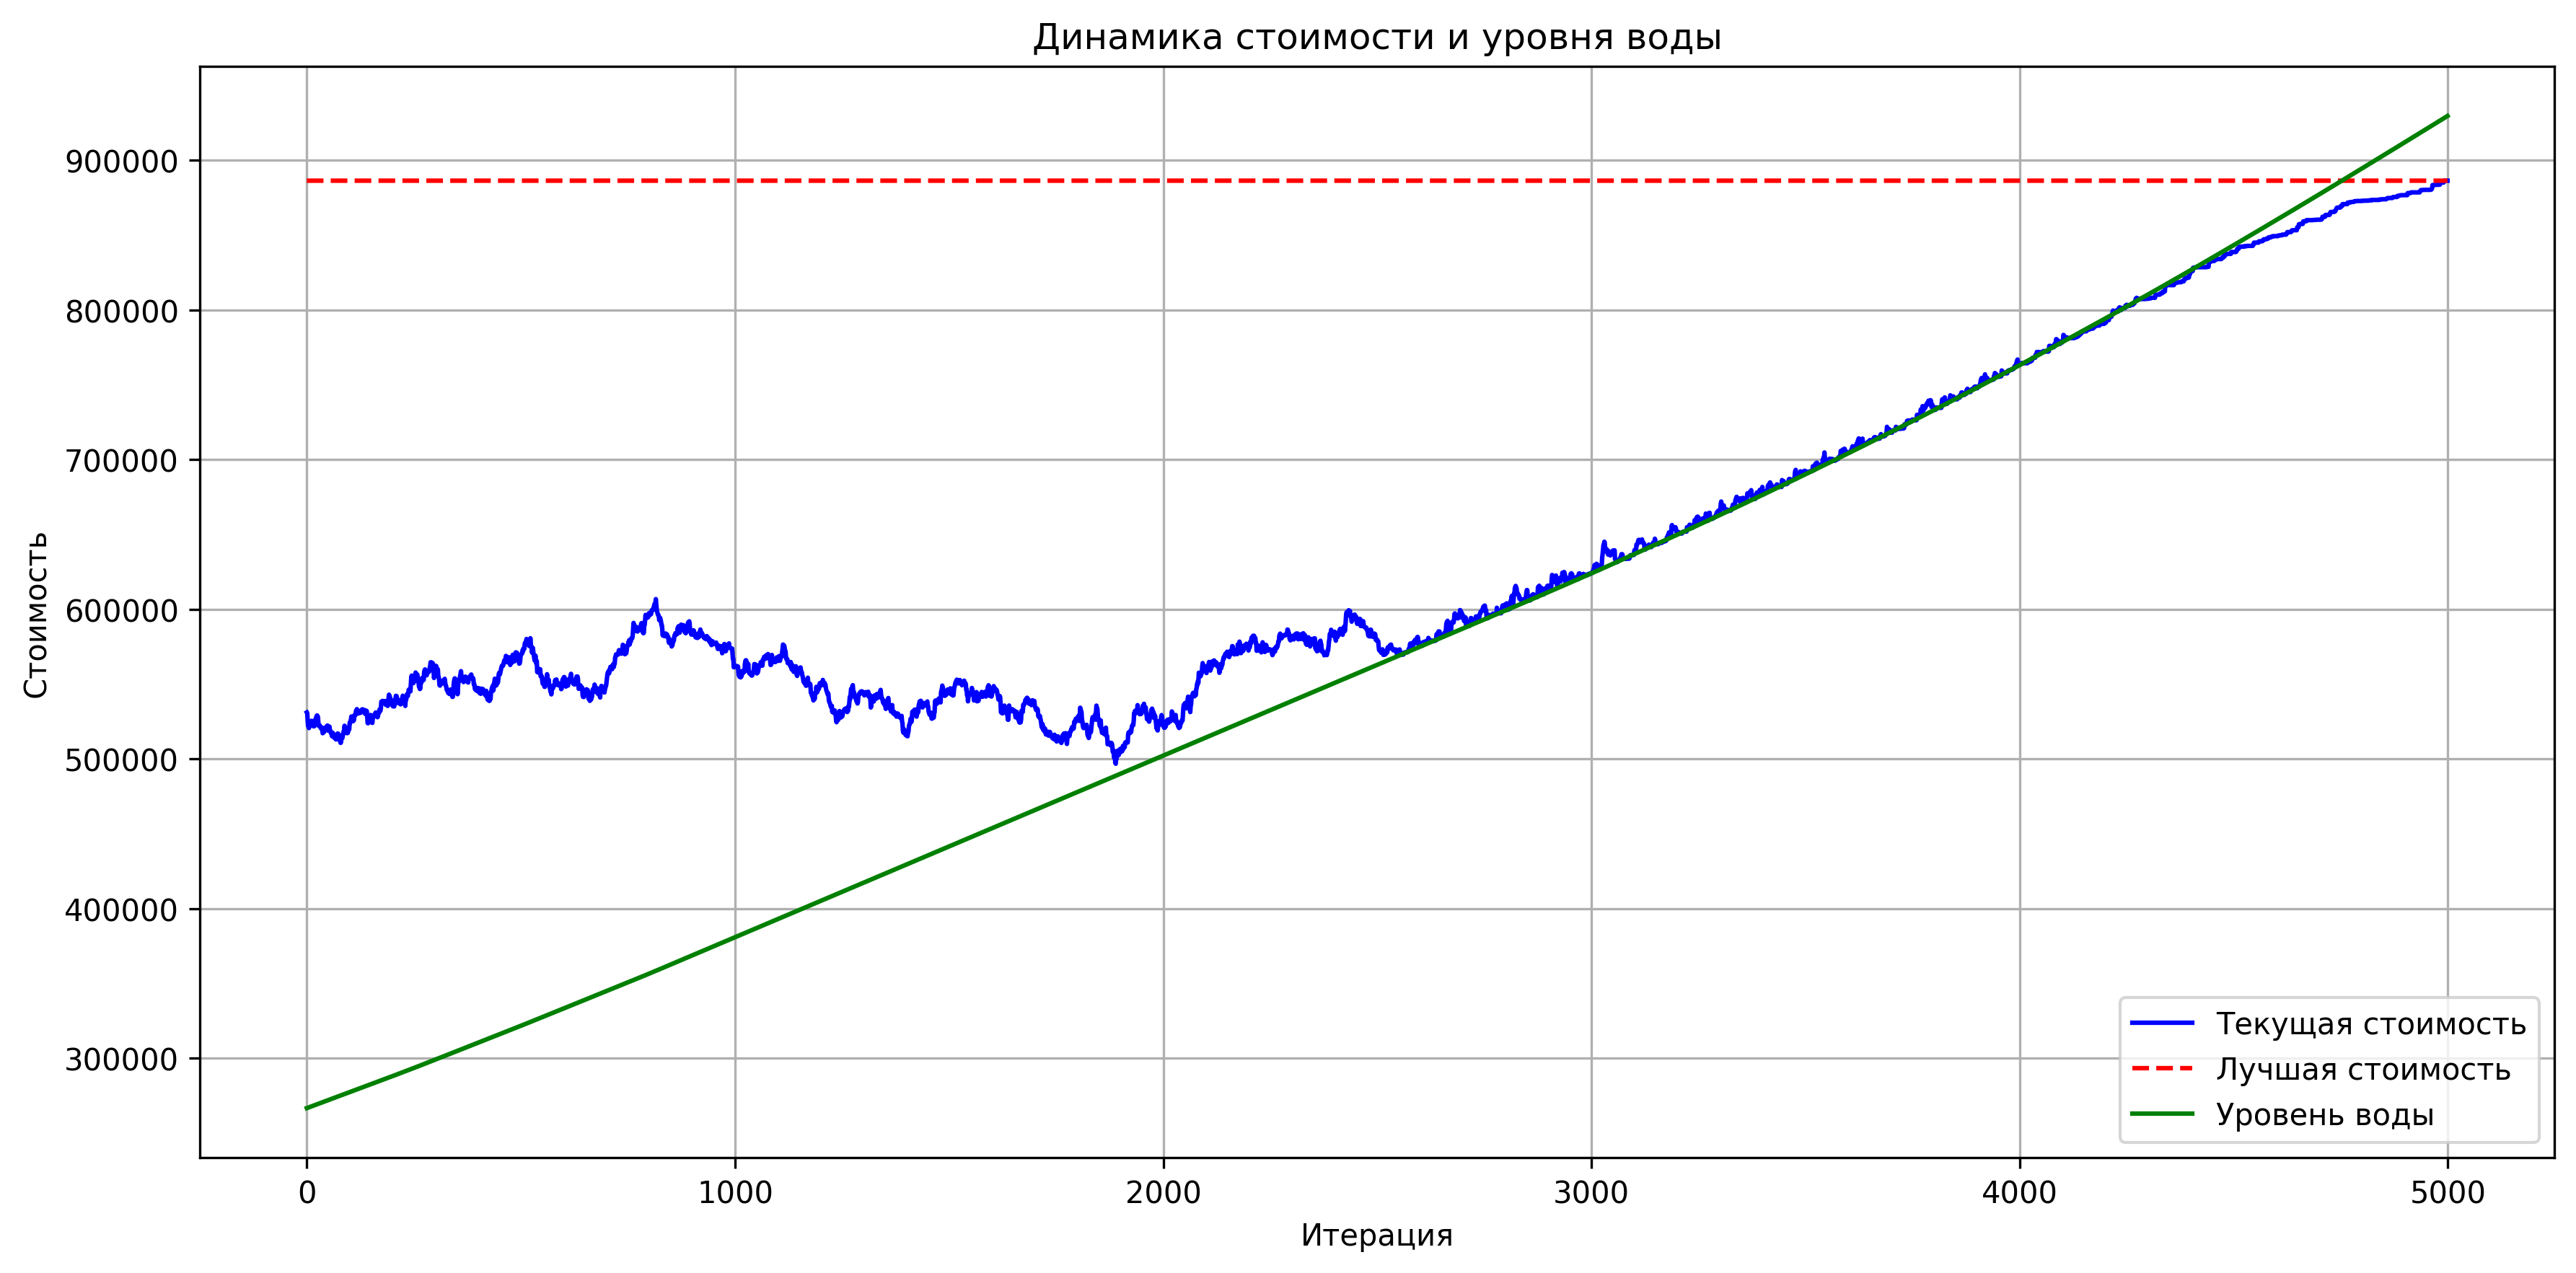 Динамика стоимости и уровня воды
Стоимость
900000
800000
700000
600000
500000
400000
300000
0 1000 2000 3000 4000 5000
Итерация
Текущая стоимость
Лучшая стоимость
Уровень воды